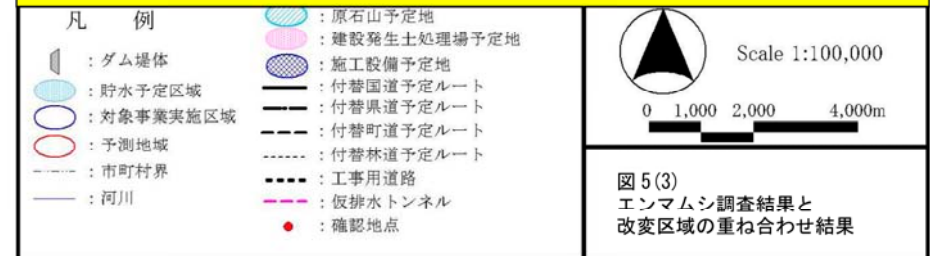 凡 例
：ダム堤体
：貯水予定区域
：対象事業実施区域
：予測地域
：市町村界
：河川
：原石山予定地
：建設発生土処理場予定地
：施工設備予定地
：付替国道予定ルート
：付替県道予定ルート
：付替町道予定ルート
：付替林道予定ルート
：工事用道路
：仮排水トンネル
：確認地点
Scale 1:100,000
0 1,000 2,000 4,000m
図 5(3)
エンマムシ調査結果と
改変区域の重ね合わせ結果